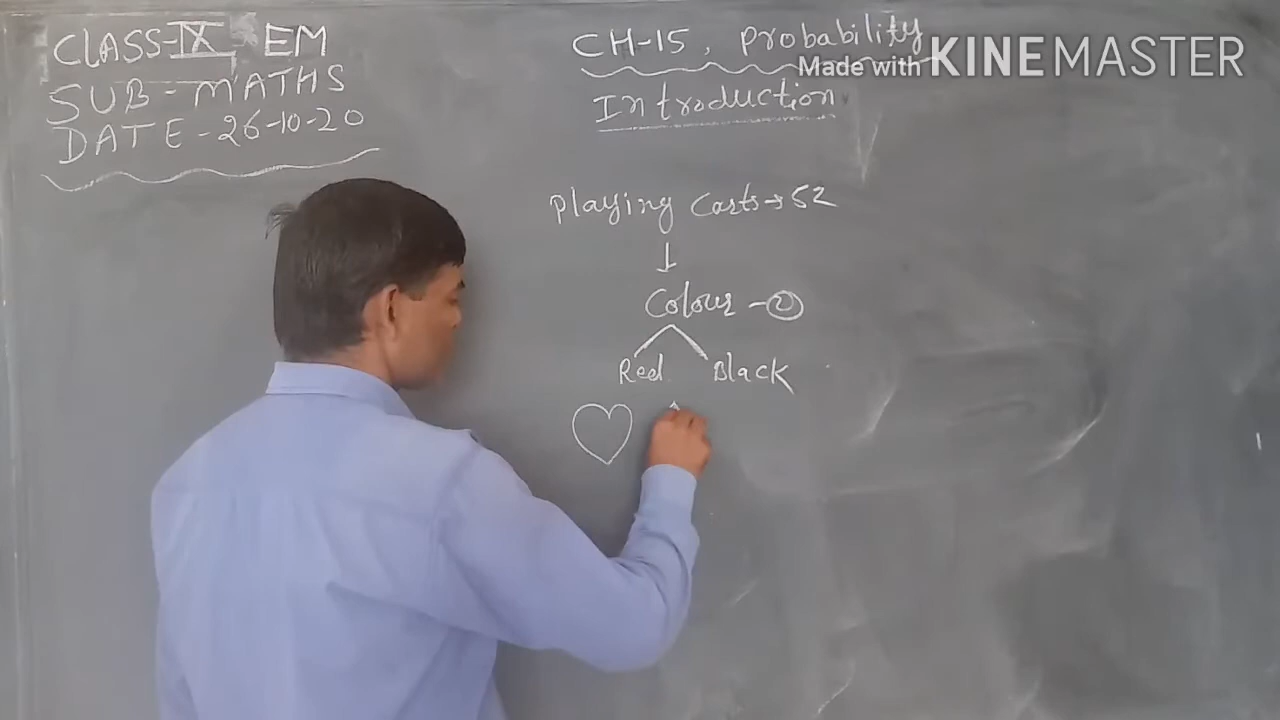 CLASS-IX EM
SUB-MATHS
DATE-26-10-20
CH-15, Probability
Made with KINEMASTER
Introduction
Playing Carts→52
↓
Colour -②
Red Black